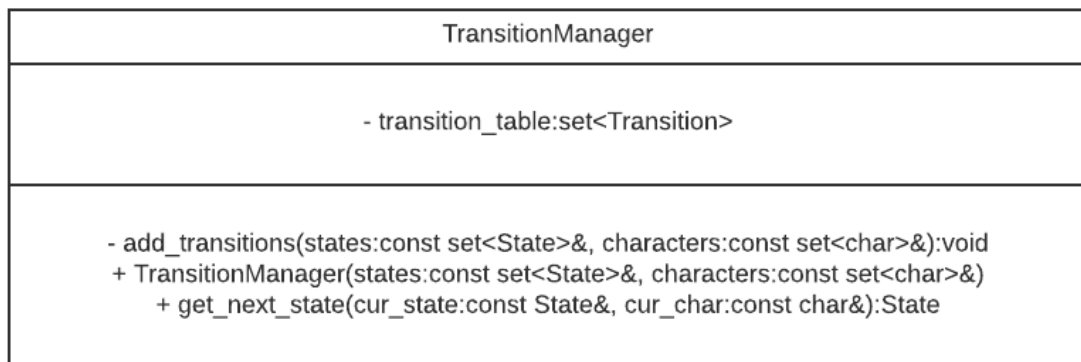 TransitionManager
- transition_table:set<Transition>
- add_transitions(states:const set<State>&, characters:const set<char>&):void
+ TransitionManager(states:const set<State>&, characters:const set<char>&)
+ get_next_state(cur_state:const State&, cur_char:const char&):State